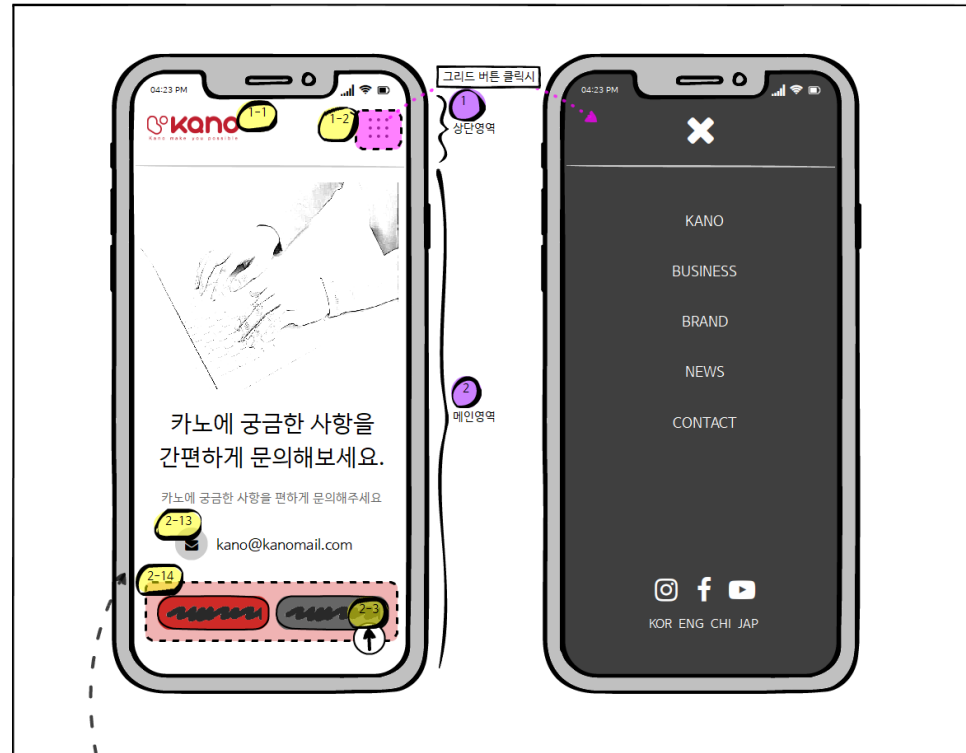 그리드 버튼 클릭시
04:23 PM
1-1
1-2
kano
Kano make you possible
1
상단영역
카노에 궁금한 사항을
간편하게 문의해보세요.
카노에 궁금한 사항을 편하게 문의해주세요
2-13
kano@kanomail.com
2-14
2-3
2
메인영역
04:23 PM
KANO
BUSINESS
BRAND
NEWS
CONTACT
KOR ENG CHI JAP